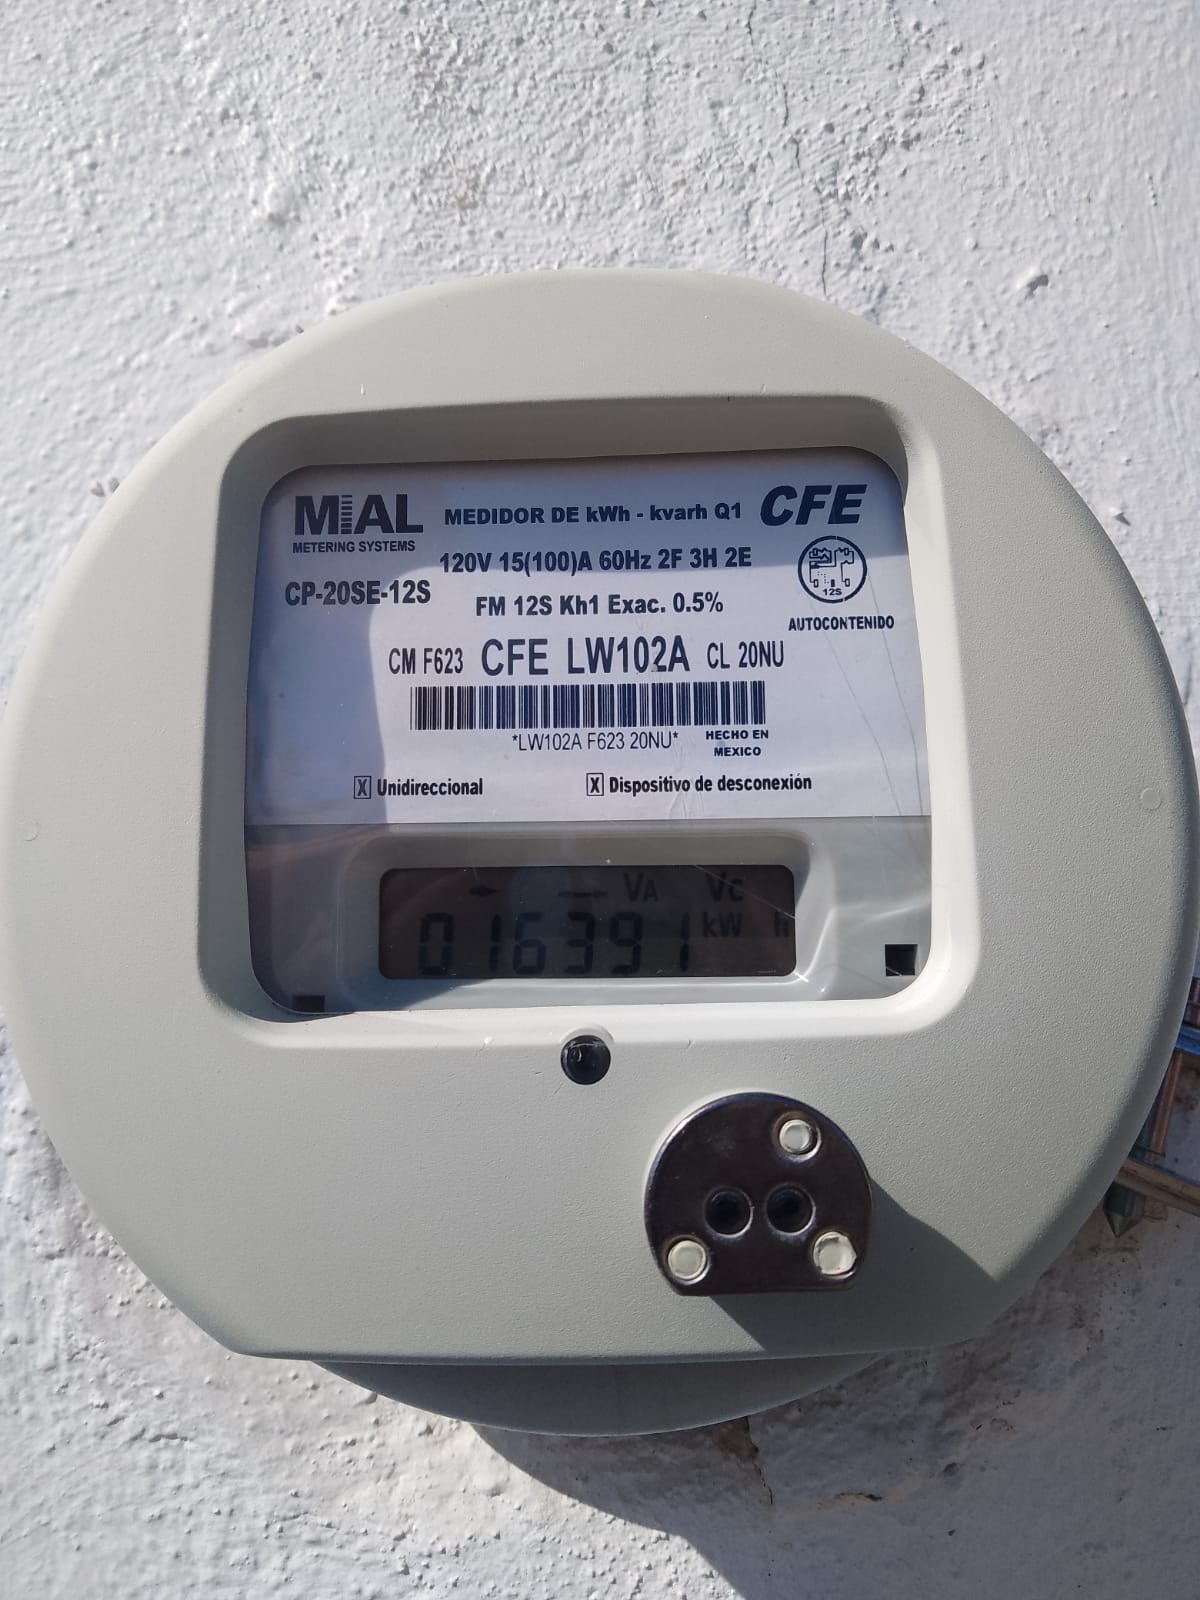 MIAL
METERING SYSTEMS
MEDIDOR DE kWh - kvarh Q1
CFE
120V 15(100)A 60Hz 2F 3H 2E
CP-20SE-12S
FM 12S Kh1 Exac. 0.5%
12S
AUTOCONTENIDO
CM F623 CFE LW102A CL 20NU
*LW102A F623 20NU*
HECHO EN
MEXICO
X Unidireccional
X Dispositivo de desconexión
VA VC
016391 kW h